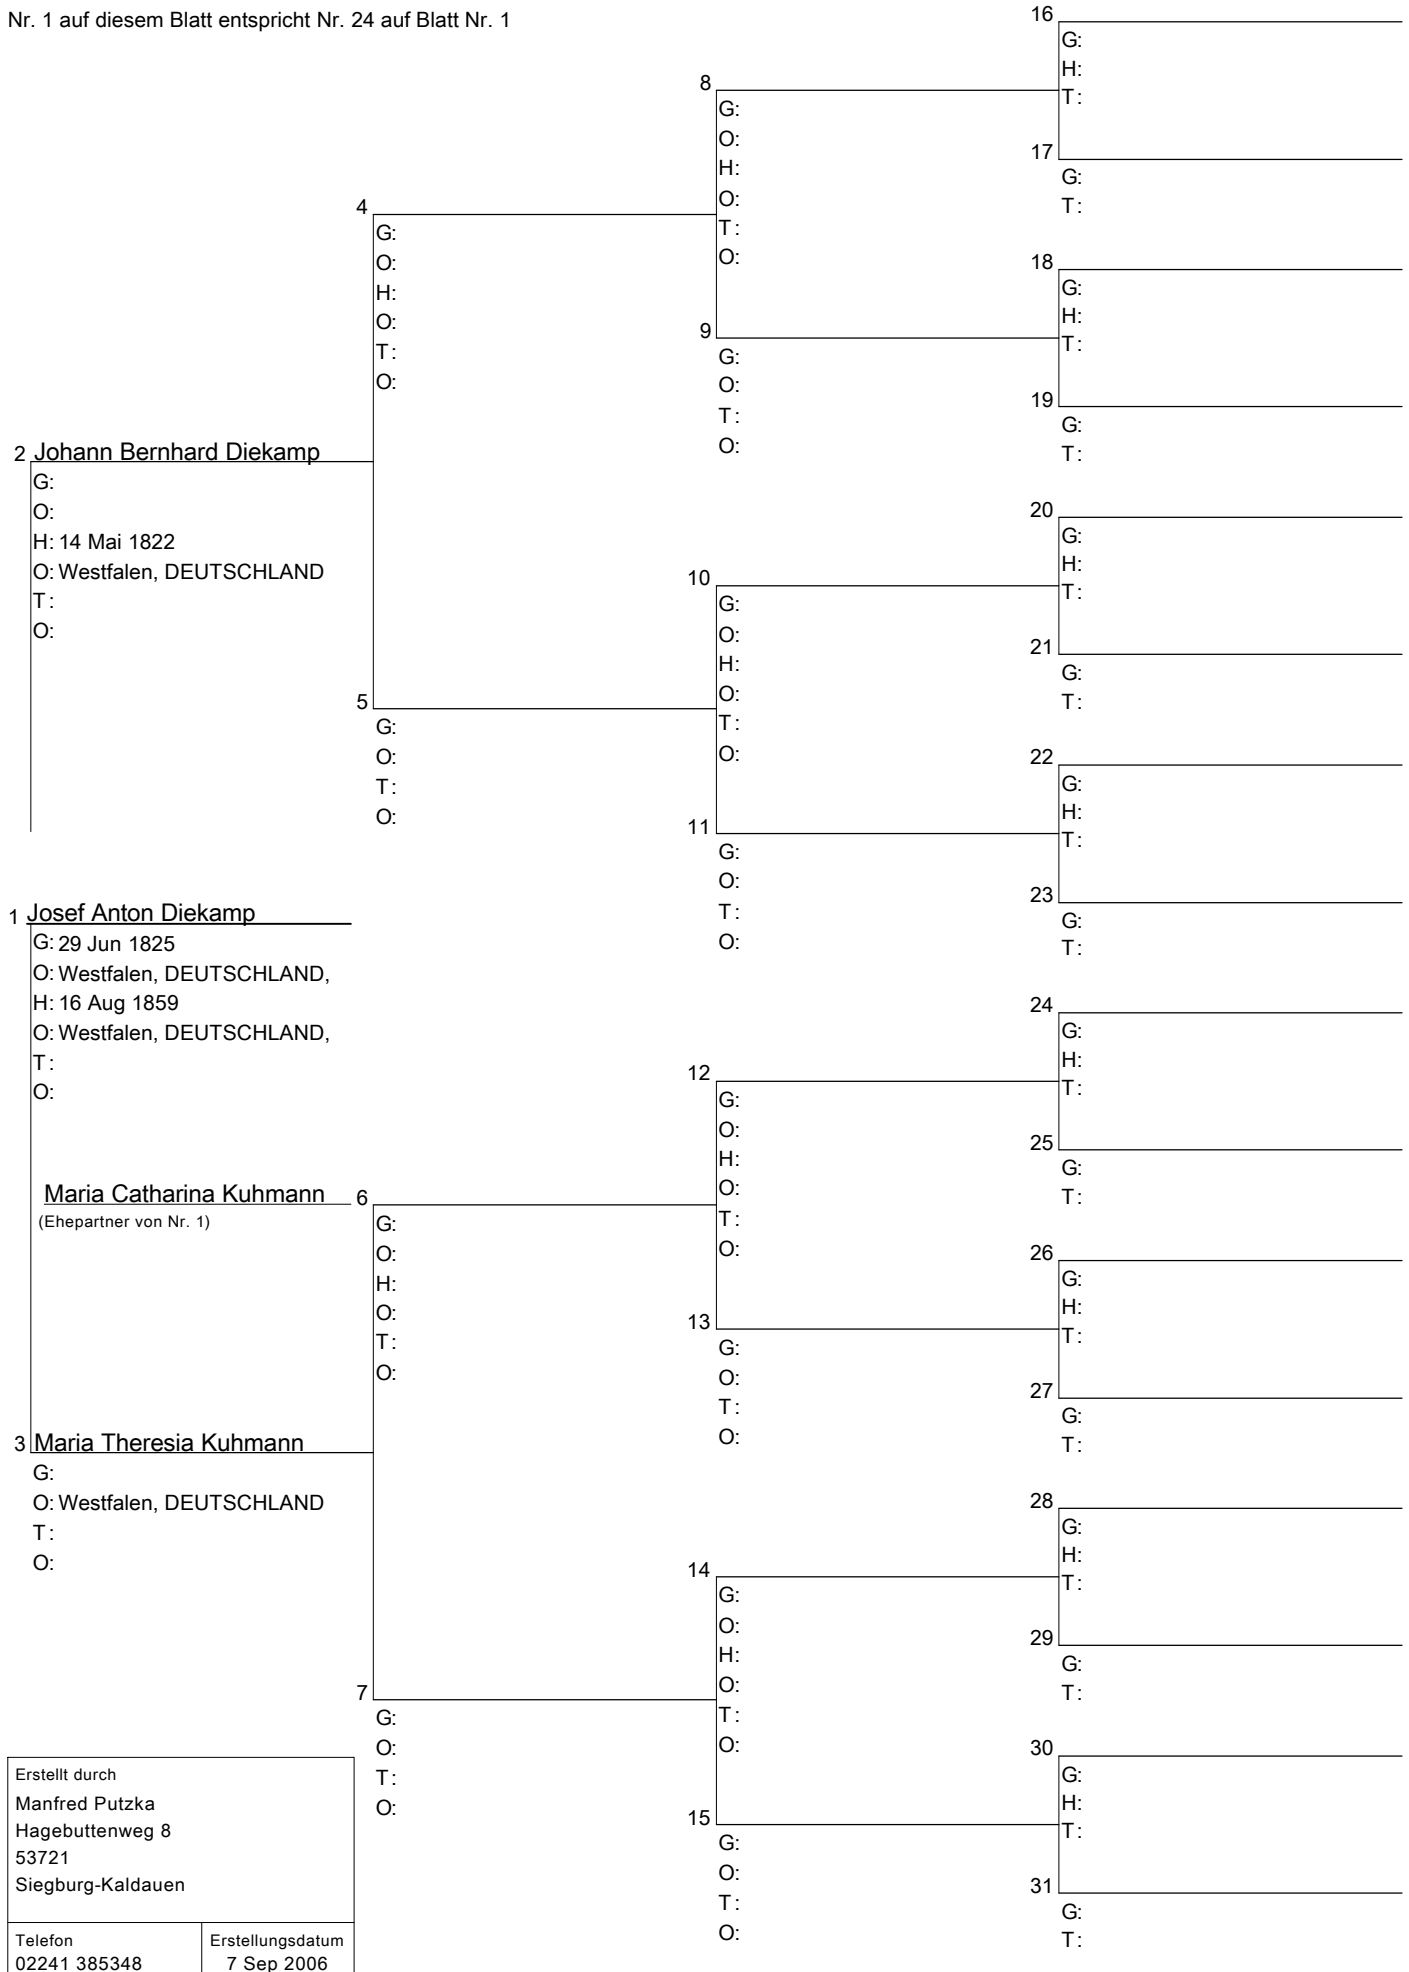 Nr. 1 auf diesem Blatt entspricht Nr. 24 auf Blatt Nr. 1
2 Johann Bernhard Diekamp
G:
O:
H: 14 Mai 1822
O: Westfalen, DEUTSCHLAND
T:
O:
1 Josef Anton Diekamp
G: 29 Jun 1825
O: Westfalen, DEUTSCHLAND,
H: 16 Aug 1859
O: Westfalen, DEUTSCHLAND,
T:
O:
Maria Catharina Kuhmann
(Ehepartner von Nr. 1)
3 Maria Theresia Kuhmann
G:
O: Westfalen, DEUTSCHLAND
T:
O:
4
G:
O:
H:
O:
T:
O:
5
G:
O:
T:
O:
6
G:
O:
H:
O:
T:
O:
7
G:
O:
T:
O:
8
G:
O:
H:
O:
T:
O:
9
G:
O:
T:
O:
10
G:
O:
H:
O:
T:
O:
11
G:
O:
T:
O:
12
G:
O:
H:
O:
T:
O:
13
G:
O:
T:
O:
14
G:
O:
H:
O:
T:
O:
15
G:
O:
T:
O:
16
G:
H:
T:
17
G:
T:
18
G:
H:
T:
19
G:
T:
20
G:
H:
T:
21
G:
T:
22
G:
H:
T:
23
G:
T:
24
G:
H:
T:
25
G:
T:
26
G:
H:
T:
27
G:
T:
28
G:
H:
T:
29
G:
T:
30
G:
H:
T:
31
G:
T:
Erstellt durch
Manfred Putzka
Hagebuttenweg 8
53721
Siegburg-Kaldauen
Telefon
02241 385348
Erstellungsdatum
7 Sep 2006